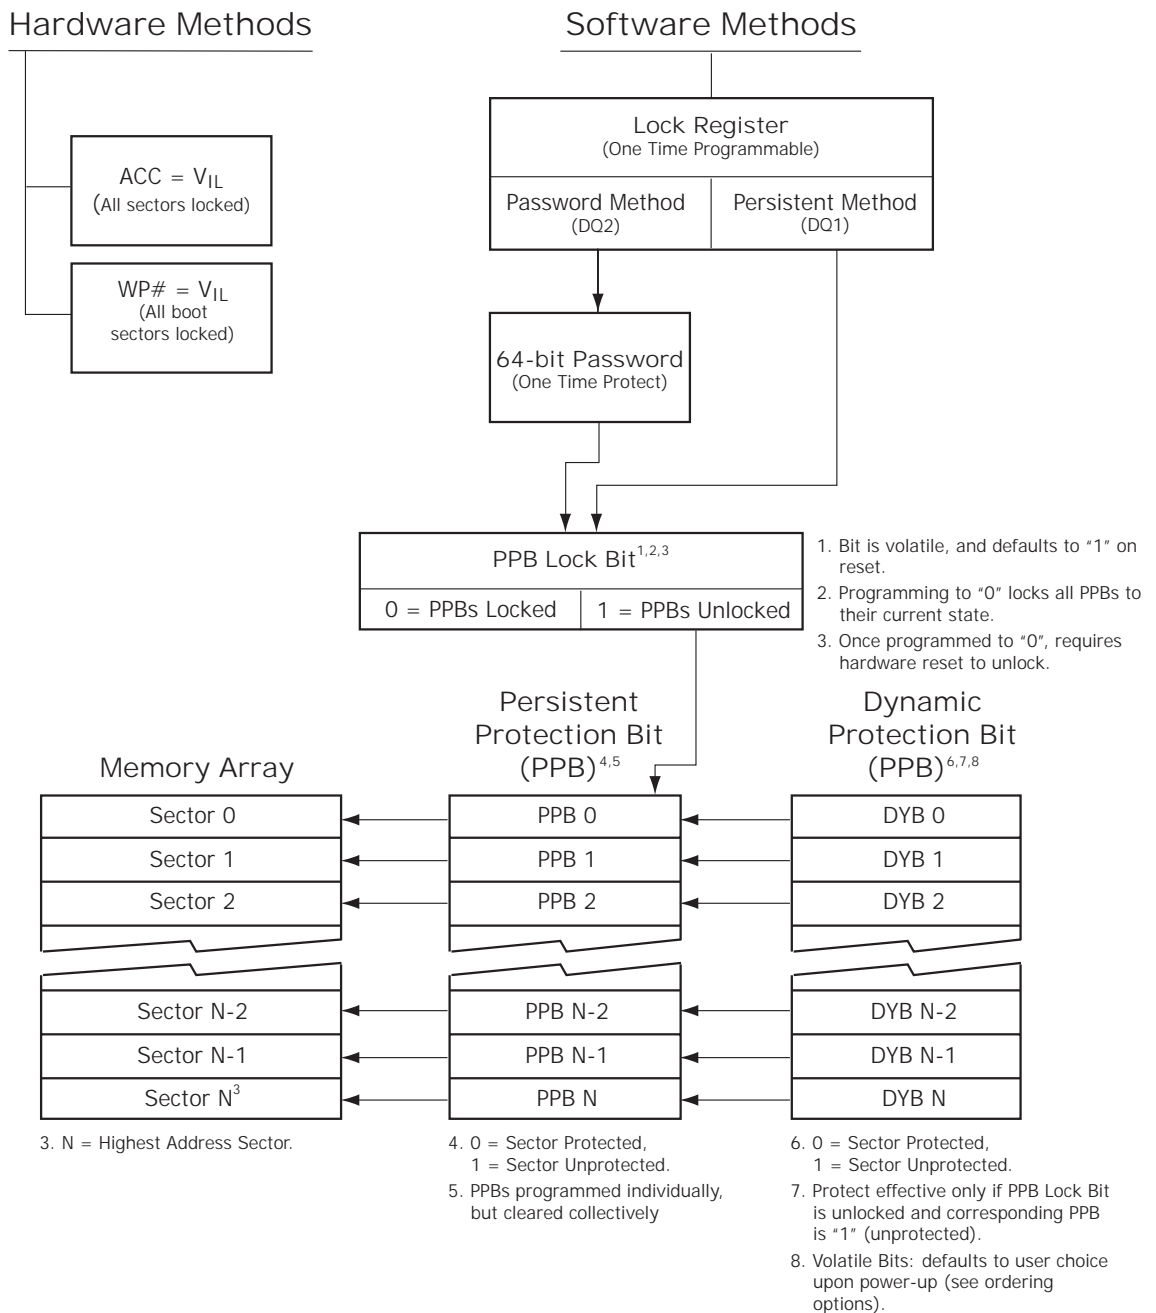 Hardware Methods
Software Methods
ACC = VIL
(All sectors locked)
WP# = VIL
(All boot
sectors locked)
Lock Register
(One Time Programmable)
Password Method
(DQ2)
Persistent Method
(DQ1)
64-bit Password
(One Time Protect)
PPB Lock Bit1,2,3
0 = PPBs Locked
1 = PPBs Unlocked
1. Bit is volatile, and defaults to “1” on
reset.
2. Programming to “0” locks all PPBs to
their current state.
3. Once programmed to “0”, requires
hardware reset to unlock.
Memory Array
Persistent
Protection Bit
(PPB)4,5
Dynamic
Protection Bit
(PPB)6,7,8
Sector 0
PPB 0
DYB 0
Sector 1
PPB 1
DYB 1
Sector 2
PPB 2
DYB 2
Sector N-2
PPB N-2
DYB N-2
Sector N-1
PPB N-1
DYB N-1
Sector N3
PPB N
DYB N
3. N = Highest Address Sector.
4. 0 = Sector Protected,
1 = Sector Unprotected.
5. PPBs programmed individually,
but cleared collectively
6. 0 = Sector Protected,
1 = Sector Unprotected.
7. Protect effective only if PPB Lock Bit
is unlocked and corresponding PPB
is “1” (unprotected).
8. Volatile Bits: defaults to user choice
upon power-up (see ordering
options).